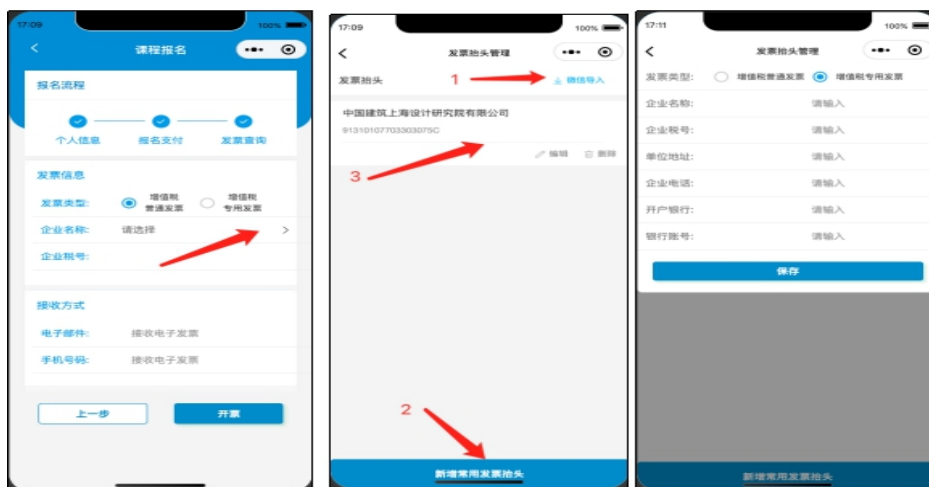 17:09
100%
课程报名
报名流程
个人信息
报名支付
发票查询
发票信息
发票类型:
增值税
普通发票
增值税
专用发票
企业名称:
请选择
企业税号:
接收方式
电子邮件:
接收电子发票
手机号码:
接收电子发票
上一步
开票
17:09
100%
发票抬头管理
发票抬头
1
微信导入
中国建筑上海设计研究院有限公司
91310107703303075C
编辑
删除
3
2
新增常用发票抬头
17:11
100%
发票抬头管理
发票类型:
增值税普通发票
增值税专用发票
企业名称:
请输入
企业税号:
请输入
单位地址:
请输入
企业电话:
请输入
开户银行:
请输入
银行账号:
请输入
保存
新增常用发票抬头